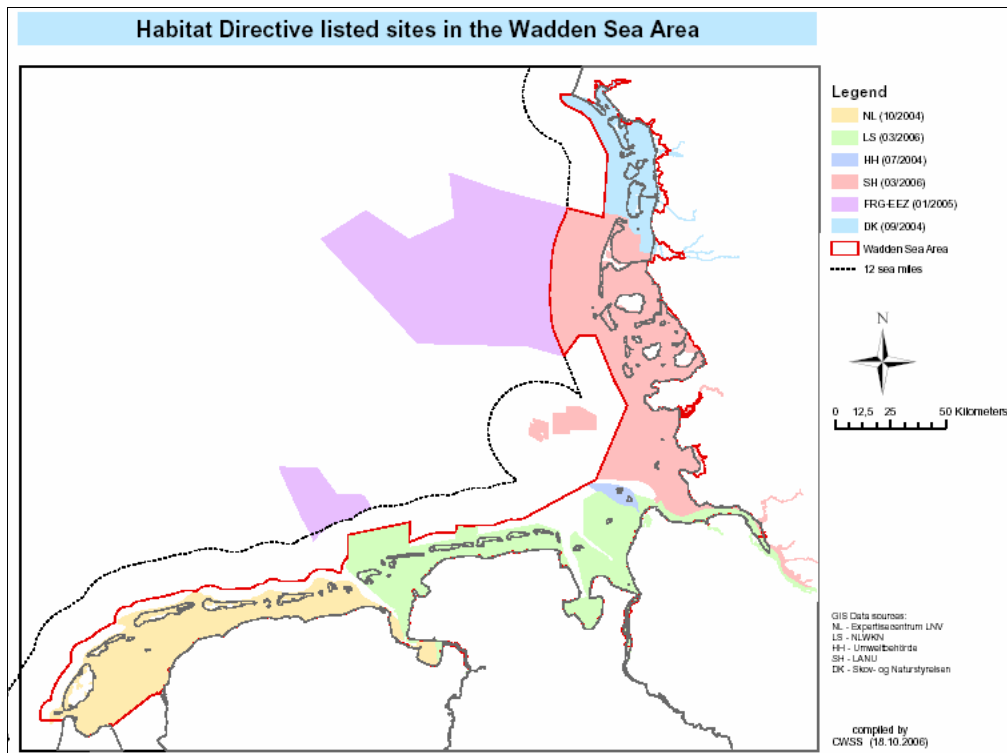 Habitat Directive listed sites in the Wadden Sea Area
Legend
NL (10/2004)
LS (03/2006)
HH (07/2004)
SH (03/2006)
FRG-EEZ (01/2005)
DK (09/2004)
Wadden Sea Area
12 sea miles
N
0 12,5 25 50 Kilometers
GIS Data sources:
NL - Expertisecentrum LNV
LS - NLWKN
HH - Umweltbehörde
SH - LANU
DK - Skov- og Naturstyrelsen
compiled by
CWSS (18.10.2006)